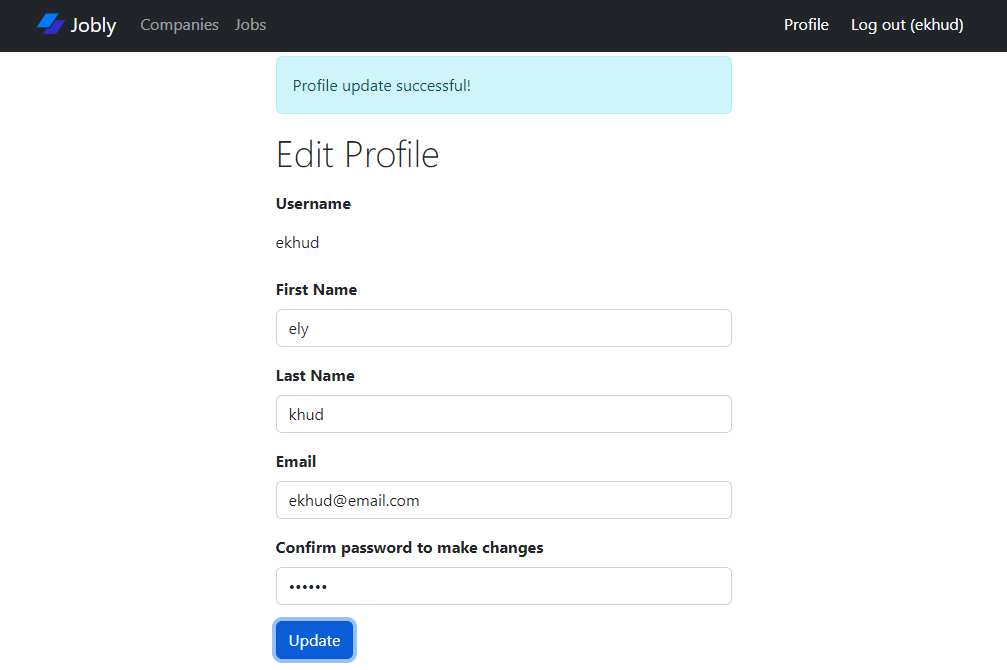 Jobly Companies Jobs Profile Log out (ekhud)
Profile update successful!
Edit Profile
Username
ekhud
First Name
ely
Last Name
khud
Email
ekhud@email.com
Confirm password to make changes
••••••
Update